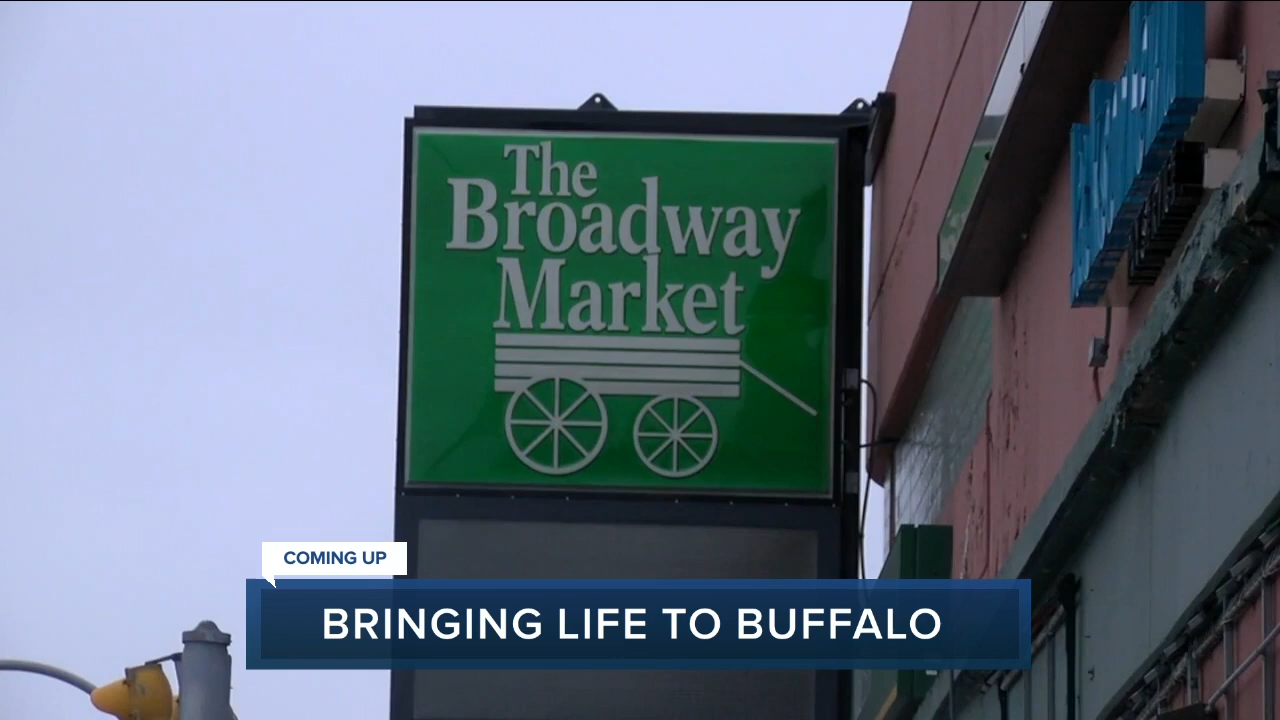 The
Broadway
Market
COMING UP
BRINGING LIFE TO BUFFALO